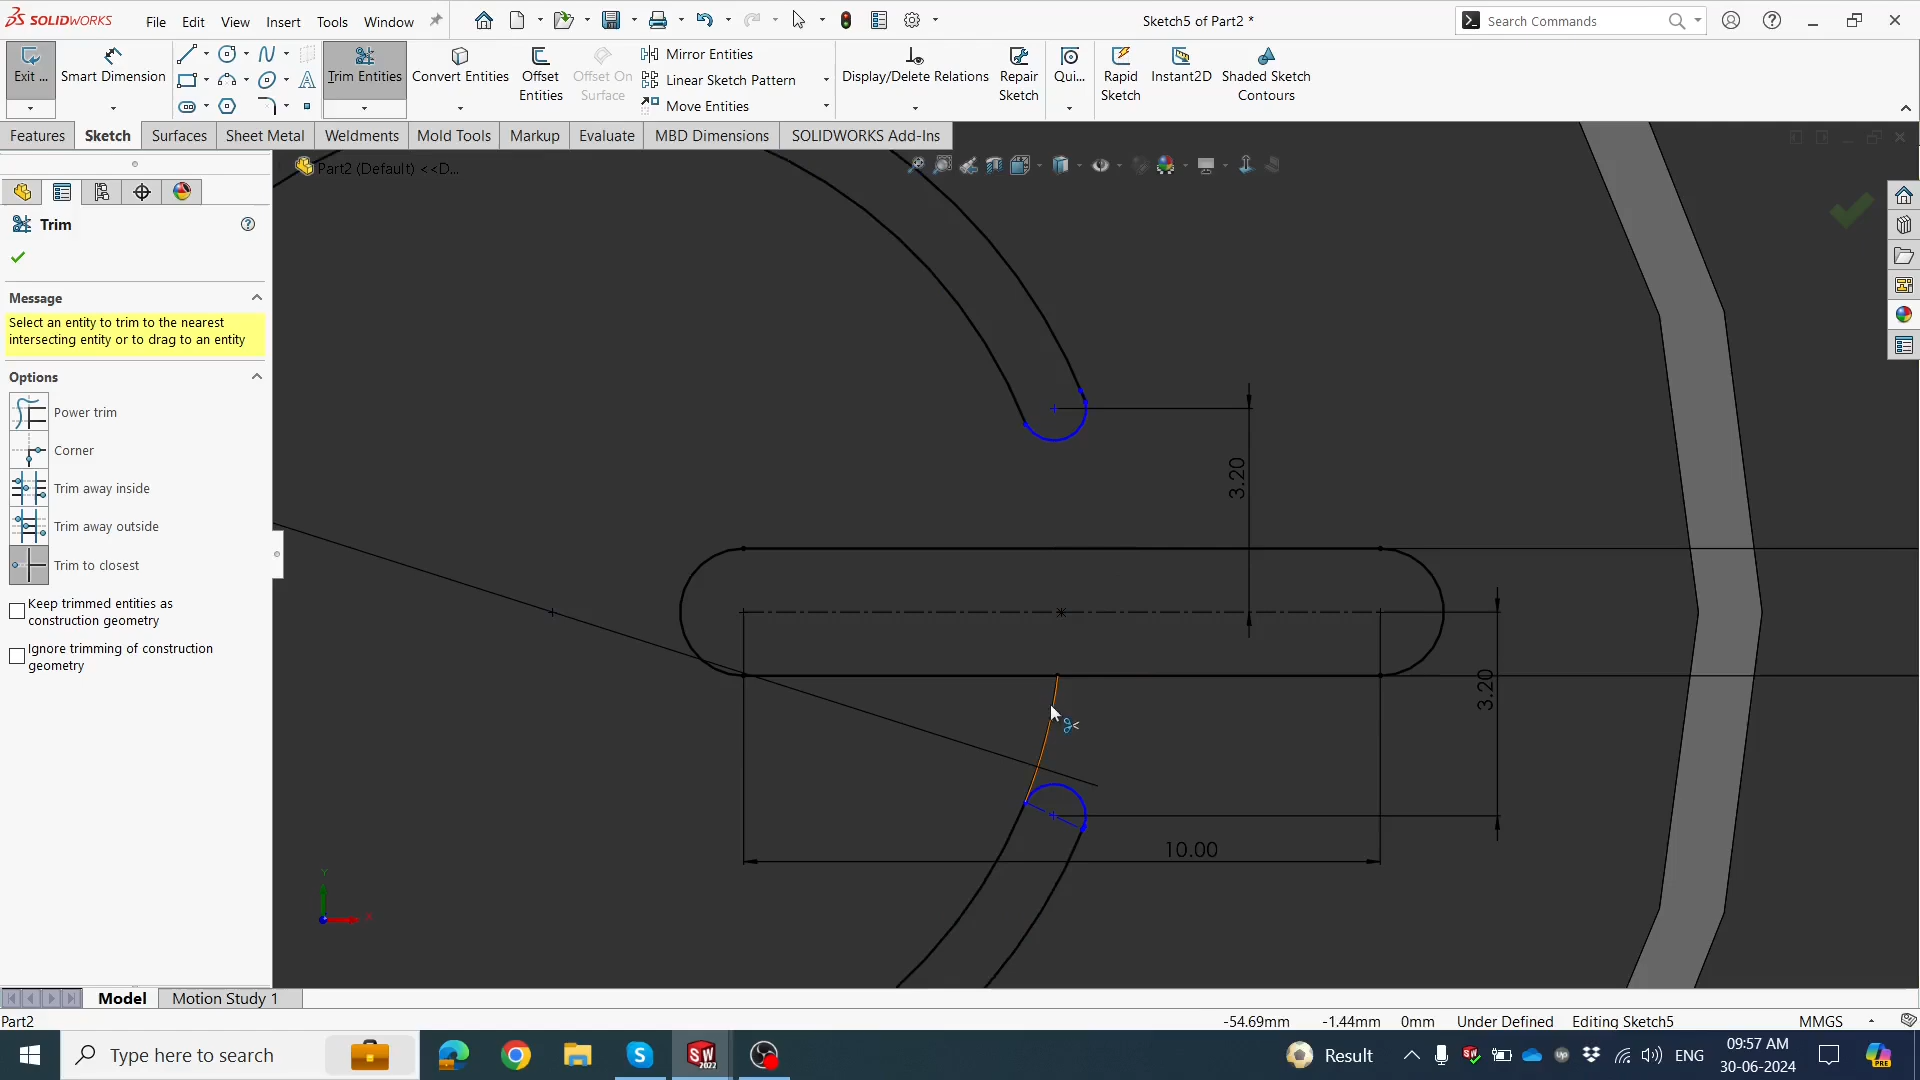 SOLIDWORKS File Edit View Insert Tools Window Sketch5 of Part2 * Search Commands
Exit ... Smart Dimension Trim Entities Convert Entities Offset Entities Offset On Surface Mirror Entities Display/Delete Relations Repair Sketch Qui... Rapid Sketch Instant2D Shaded Sketch Contours
Linear Sketch Pattern
Move Entities
Features Sketch Surfaces Sheet Metal Weldments Mold Tools Markup Evaluate MBD Dimensions SOLIDWORKS Add-Ins
Part2 (Default) <<D...
Trim
Message
Select an entity to trim to the nearest
intersecting entity or to drag to an entity
Options
Power trim
Corner
Trim away inside
Trim away outside
Trim to closest
Keep trimmed entities as
construction geometry
Ignore trimming of construction
geometry
3.20
3.20
10.00
Y
X
Model Motion Study 1
Part2 -54.69mm -1.44mm 0mm Under Defined Editing Sketch5 MMGS
Type here to search SW 2022 Result ENG 09:57 AM
30-06-2024
PRE